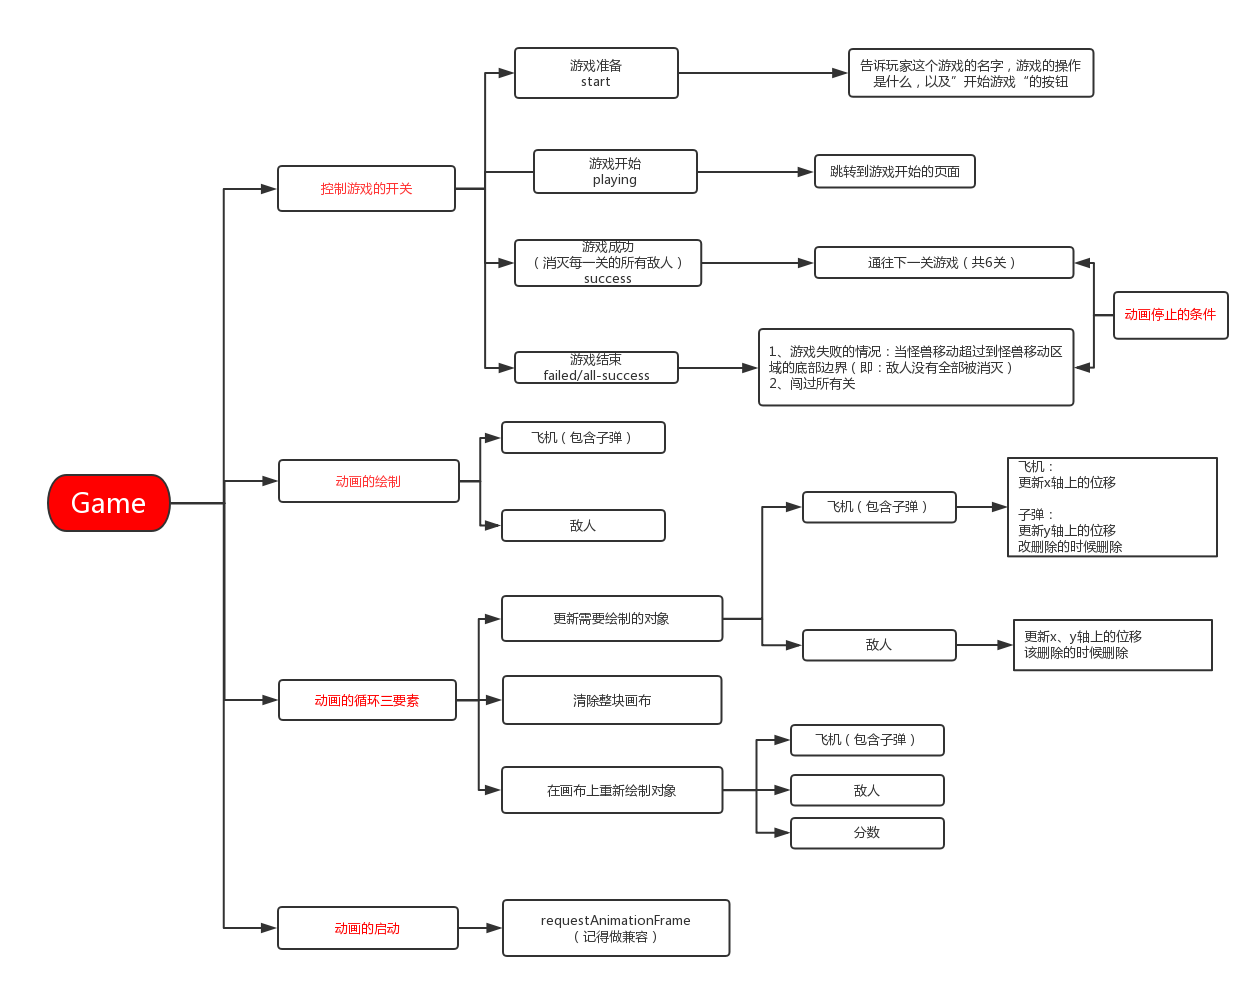 游戏准备
start
告诉玩家这个游戏的名字，游戏的操作
是什么，以及”开始游戏“的按钮
控制游戏的开关
游戏开始
playing
跳转到游戏开始的页面
游戏成功
（消灭每一关的所有敌人）
success
通往下一关游戏（共6关）
动画停止的条件
游戏结束
failed/all-success
1、游戏失败的情况：当怪兽移动超过到怪兽移动区
域的底部边界（即：敌人没有全部被消灭）
2、闯过所有关
Game
动画的绘制
飞机（包含子弹）
敌人
动画的循环三要素
更新需要绘制的对象
飞机（包含子弹）
飞机：
更新x轴上的位移
子弹：
更新y轴上的位移
改删除的时候删除
敌人
更新x、y轴上的位移
该删除的时候删除
清除整块画布
在画布上重新绘制对象
飞机（包含子弹）
敌人
分数
动画的启动
requestAnimationFrame
（记得做兼容）